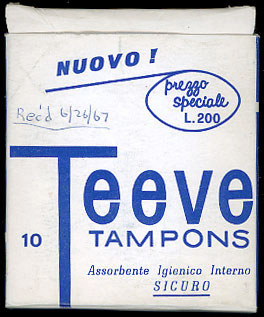 NUOVO!
prezzo
speciale
L.200
Rec'd 6/26/67
Teeve
10 TAMPONS
Assorbente Igienico Interno
SICURO